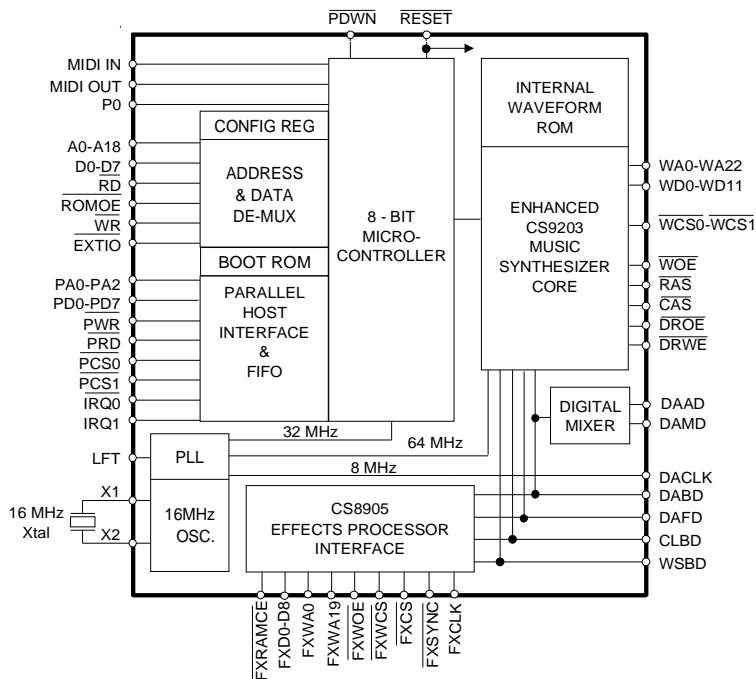 PDWN
RESET
MIDI IN
MIDI OUT
P0
A0-A18
D0-D7
RD
ROMOE
WR
EXTIO
PA0-PA2
PD0-PD7
PWR
PRD
PCS0
PCS1
IRQ0
IRQ1
LFT
X1
16 MHz
Xtal
X2
CONFIG REG
ADDRESS
& DATA
DE-MUX
BOOT ROM
PARALLEL
HOST
INTERFACE
&
FIFO
8 - BIT
MICRO-
CONTROLLER
INTERNAL
WAVEFORM
ROM
ENHANCED
CS9203
MUSIC
SYNTHESIZER
CORE
32 MHz
64 MHz
8 MHz
PLL
16MHz
OSC.
CS8905
EFFECTS PROCESSOR
INTERFACE
DIGITAL
MIXER
WA0-WA22
WD0-WD11
WCS0-WCS1
WOE
RAS
CAS
DROE
DRWE
DAAD
DAMD
DACLK
DABD
DAFD
CLBD
WSBD
FXRAMCE
FXD0-D8
FXWA0
FXWA19
FXWOE
FXWCS
FXCS
FXSYNC
FXCLK